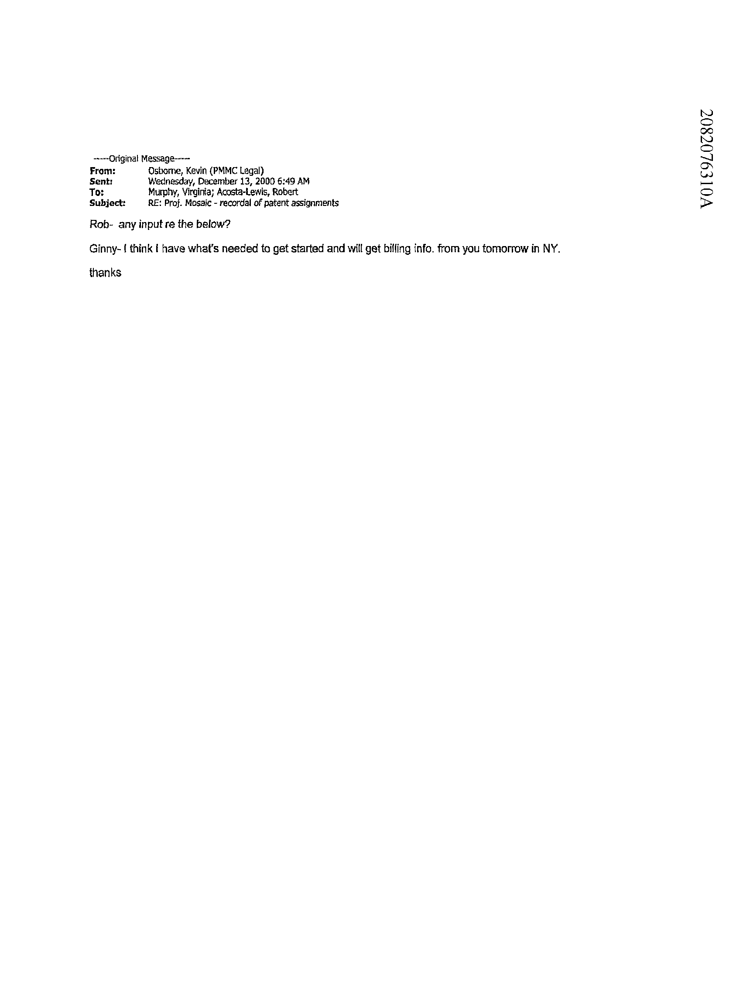 -----Original Message-----
From: Osborne, Kevin (PMMC Legal)
Sent: Wednesday, December 13, 2000 6:49 AM
To: Murphy, Virginia; Acosta-Lewis, Robert
Subject: RE: Proj. Mosaic - recordal of patent assignments
Rob- any input re the below?
Ginny- I think I have what's needed to get started and will get billing info. from you tomorrow in NY.
thanks
2082076310A